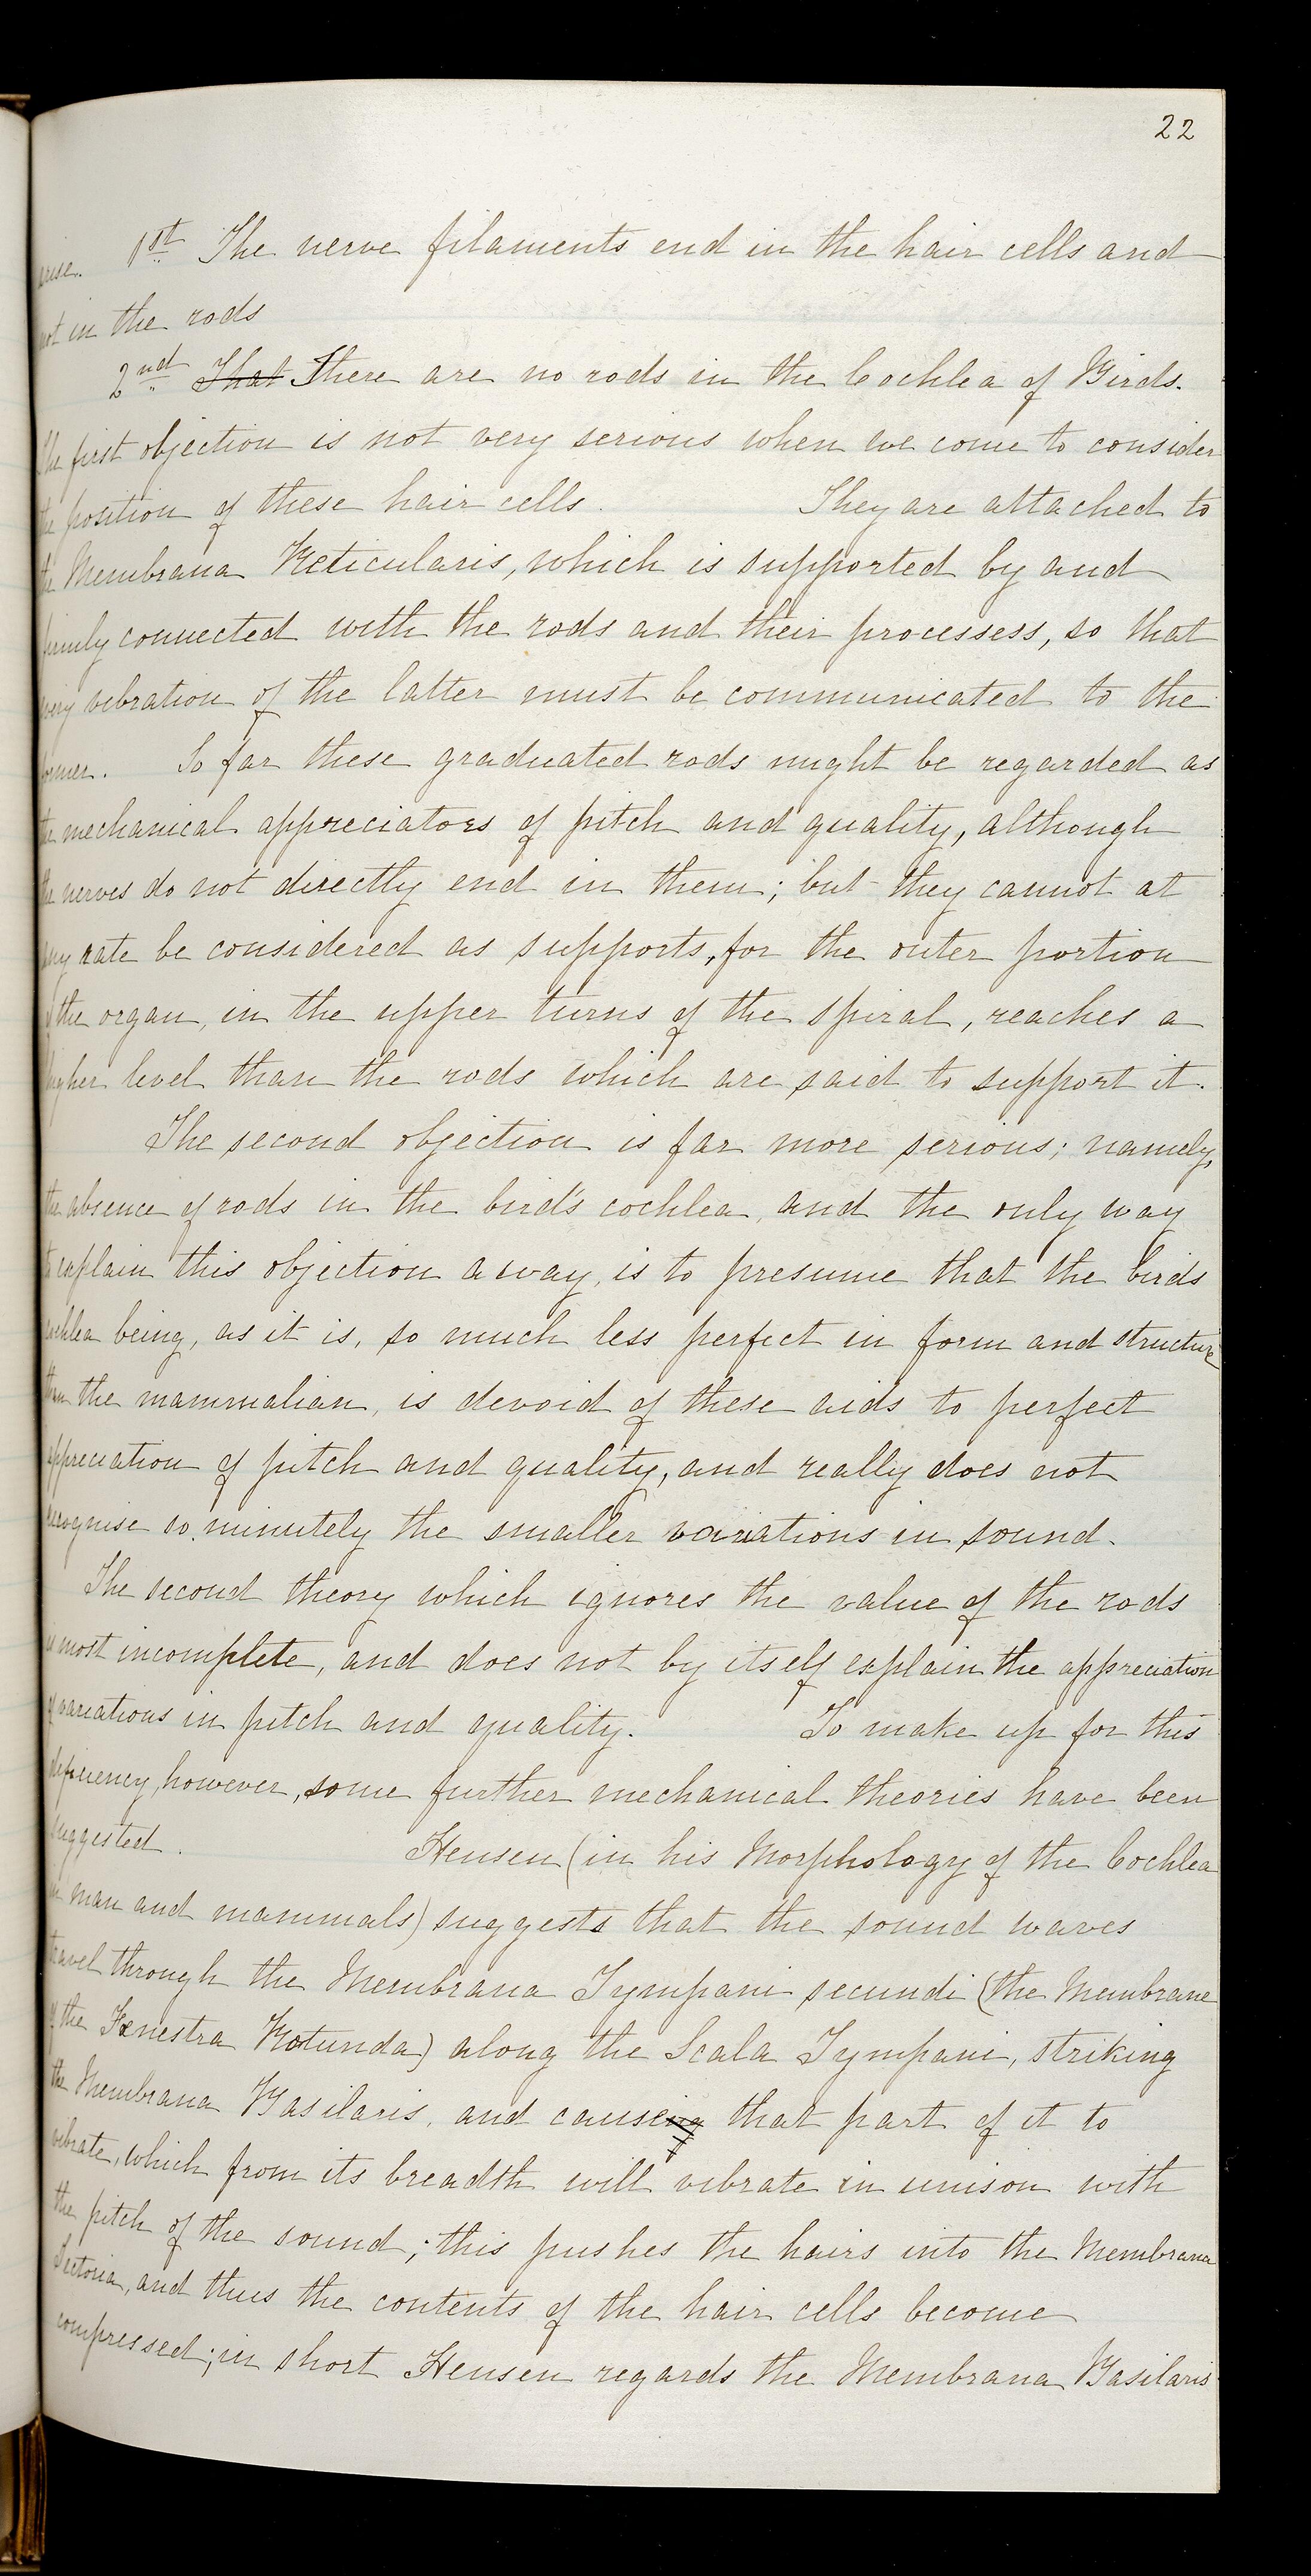 22
arise. 1st The nerve filaments end in the hair cells and
not in the rods
2nd That There are no rods in the Cochlea of Birds.
The first objection is not very serious when we come to consider
the position of these hair cells. They are attached to
the Membrana Reticularis, which is supported by and
firmly connected with the rods and their processess, so that
every vibration of the latter must be communicated to the
former. So far these graduated rods might be regarded as
the mechanical appreciators of pitch and quality, although
the nerves do not directly end in them; but they cannot at
any rate be considered as supports, for the outer portion
of the organ, in the upper turns of the spiral, reaches a
higher level than the rods which are said to support it.
The second objection is far more serious; namely,
the absence of rods in the bird's cochlea, and the only way
to explain this objection away, is to presume that the birds
cochlea being, as it is, so much less perfect in form and structure
than the mammalian, is devoid of these aids to perfect
appreciation of pitch and quality, and really does not
recognise so minutely the smaller variations in sound.
The second theory which ignores the value of the rods
is most incomplete, and does not by itself explain the appreciation
of variations in pitch and quality. To make up for this
deficiency, however, some further mechanical theories have been
suggested. Hensen (in his Morphology of the Cochlea
in man and mammals) suggests that the sound waves
travel through the Membrana Tympani secundi (the Membrane
of the Fenestra Rotunda) along the Scala Tympani, striking
the Membrana Basilaris, and causeing that part of it to
vibrate, which from its breadth will vibrate in unison with
the pitch of the sound; this pushes the hairs into the Membrana
Tectoria, and thus the contents of the hair cells become
compressed; in short Hensen regards the Membrana Basilaris